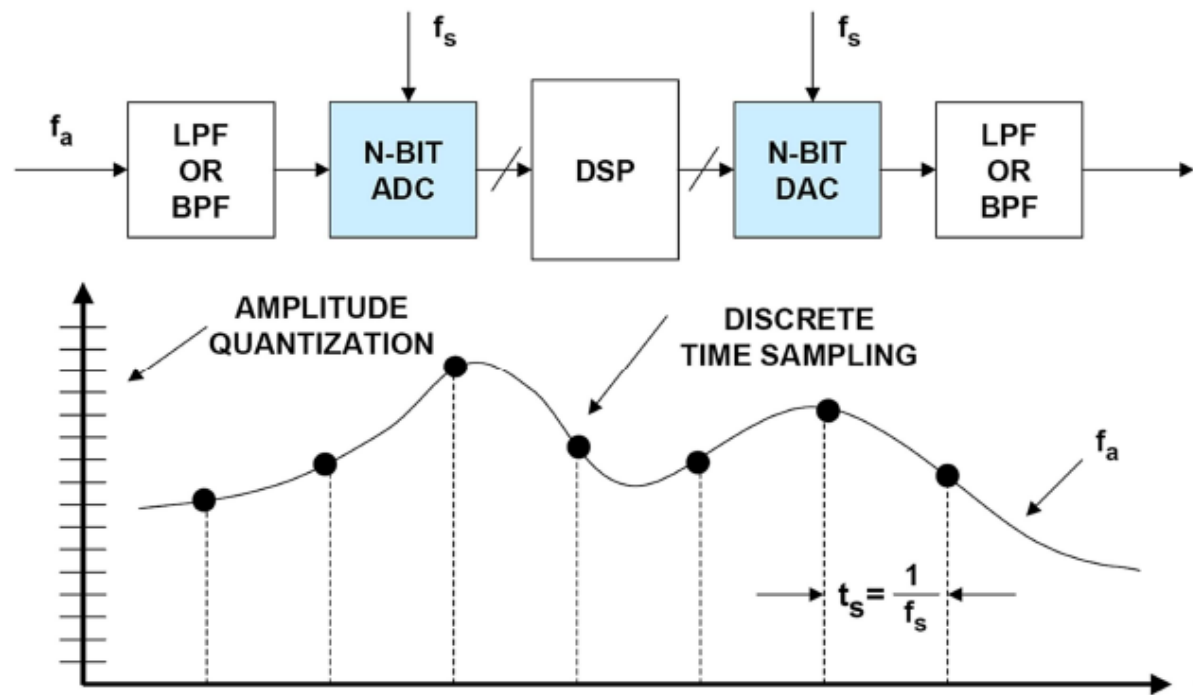 fs
fs
fa
LPF
OR
BPF
N-BIT
ADC
DSP
N-BIT
DAC
LPF
OR
BPF
AMPLITUDE
QUANTIZATION
DISCRETE
TIME SAMPLING
fa
ts= 1
fs